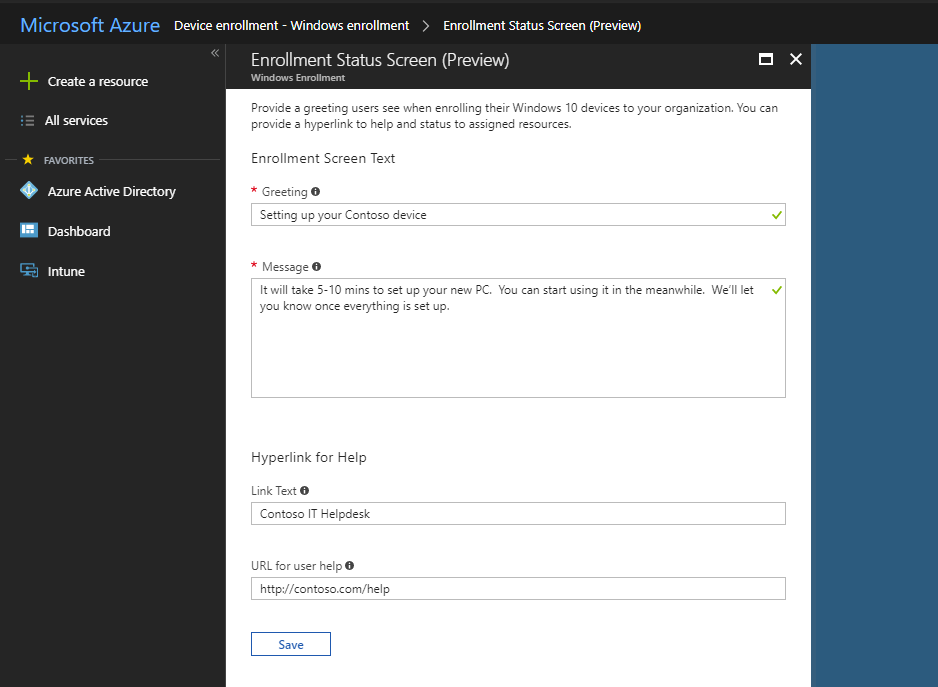 Microsoft Azure Device enrollment - Windows enrollment > Enrollment Status Screen (Preview)
«
Create a resource
All services
FAVORITES
Azure Active Directory
Dashboard
Intune
Enrollment Status Screen (Preview)
Windows Enrollment
Provide a greeting users see when enrolling their Windows 10 devices to your organization. You can
provide a hyperlink to help and status to assigned resources.
Enrollment Screen Text
* Greeting
Setting up your Contoso device
* Message
It will take 5-10 mins to set up your new PC.  You can start using it in the meanwhile.  We'll let
you know once everything is set up.
Hyperlink for Help
Link Text
Contoso IT Helpdesk
URL for user help
http://contoso.com/help
Save